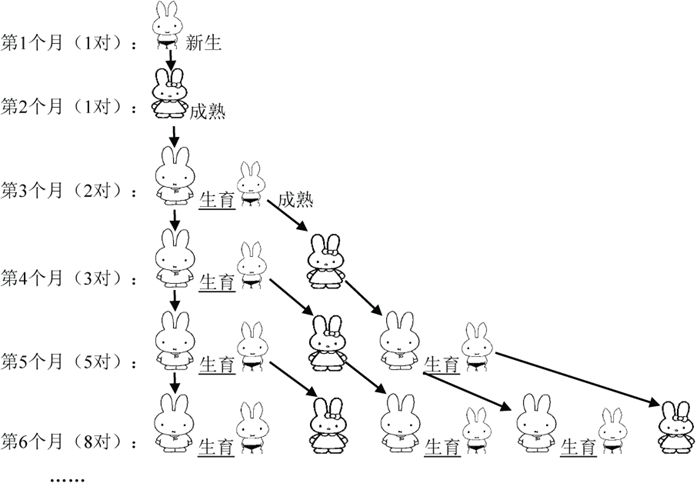 第1个月（1对）： 新生
第2个月（1对）： 成熟
第3个月（2对）： 生育 成熟
第4个月（3对）： 生育
第5个月（5对）： 生育 生育
第6个月（8对）： 生育 生育 生育
……